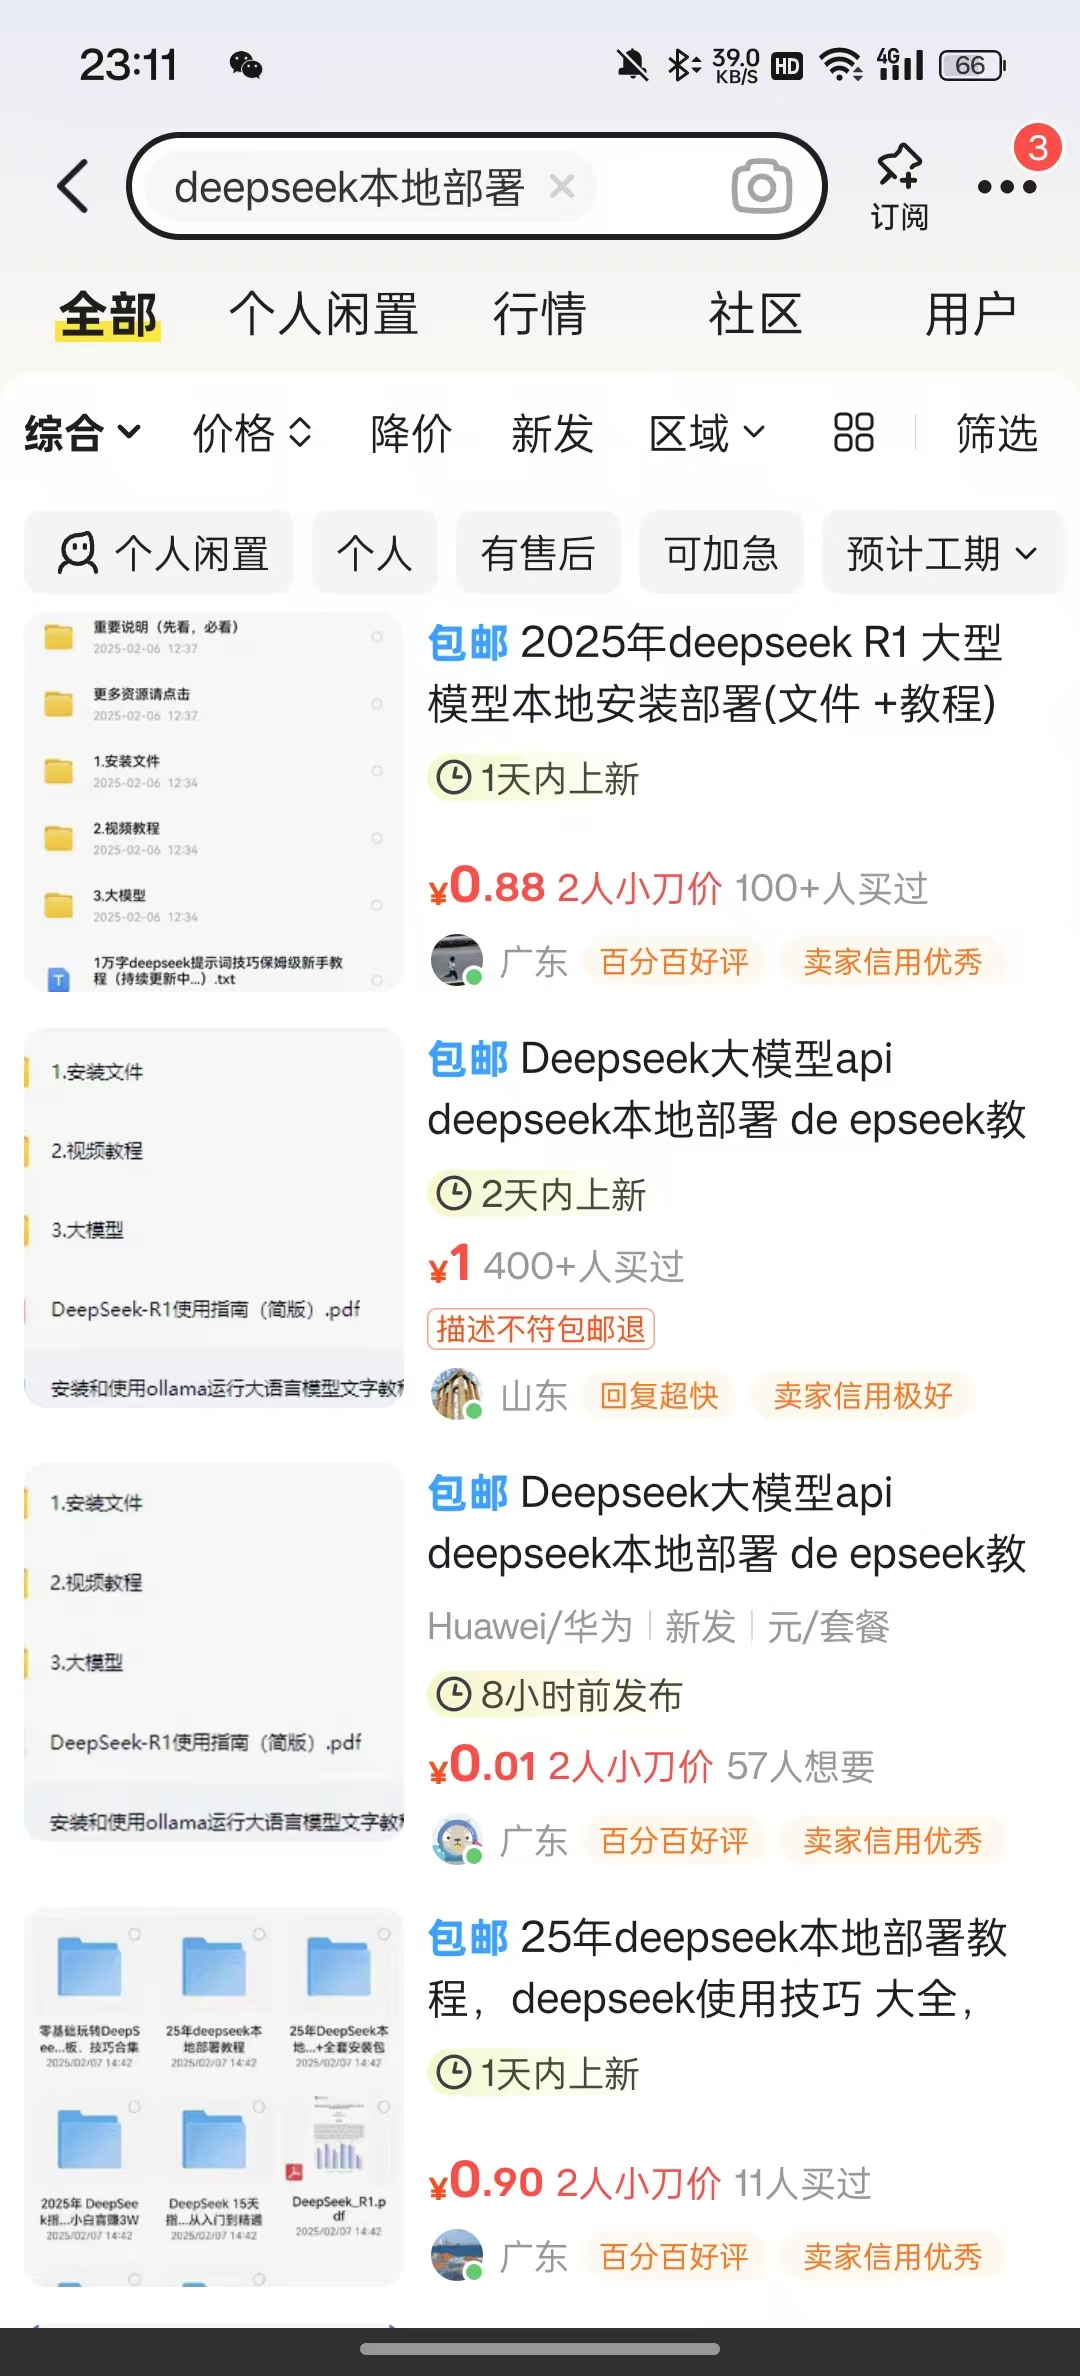 23:11
39.0
KB/S
HD
4G
66
deepseek本地部署
订阅
3
全部
个人闲置
行情
社区
用户
综合
价格
降价
新发
区域
筛选
个人闲置
个人
有售后
可加急
预计工期
重要说明（先看，必看）
2025-02-06 12:37
更多资源请点击
2025-02-06 12:37
1.安装文件
2025-02-06 12:34
2.视频教程
2025-02-06 12:34
3.大模型
2025-02-06 12:34
T
1万字deepseek提示词技巧保姆级新手教
程（持续更新中...）.txt
包邮 2025年deepseek R1 大型
模型本地安装部署(文件 +教程)
1天内上新
¥0.88 2人小刀价 100+人买过
广东 百分百好评 卖家信用优秀
1.安装文件
2.视频教程
3.大模型
DeepSeek-R1使用指南（简版）.pdf
安装和使用ollama运行大语言模型文字教程
包邮 Deepseek大模型api
deepseek本地部署 de epseek教
2天内上新
¥1 400+人买过
描述不符包邮退
山东 回复超快 卖家信用极好
1.安装文件
2.视频教程
3.大模型
DeepSeek-R1使用指南（简版）.pdf
安装和使用ollama运行大语言模型文字教程
包邮 Deepseek大模型api
deepseek本地部署 de epseek教
Huawei/华为 | 新发 | 元/套餐
8小时前发布
¥0.01 2人小刀价 57人想要
广东 百分百好评 卖家信用优秀
零基础玩转DeepS
ee...板、技巧合集
2025/02/07 14:42
25年deepseek本
地部署教程
2025/02/07 14:42
25年DeepSeek本
地...+全套安装包
2025/02/07 14:42
2025年 DeepSee
k指...小白盲赚3W
2025/02/07 14:42
DeepSeek 15天
指...从入门到精通
2025/02/07 14:42
DeepSeek_R1.p
df
2025/02/07 14:42
包邮 25年deepseek本地部署教
程，deepseek使用技巧 大全，
1天内上新
¥0.90 2人小刀价 11人买过
广东 百分百好评 卖家信用优秀